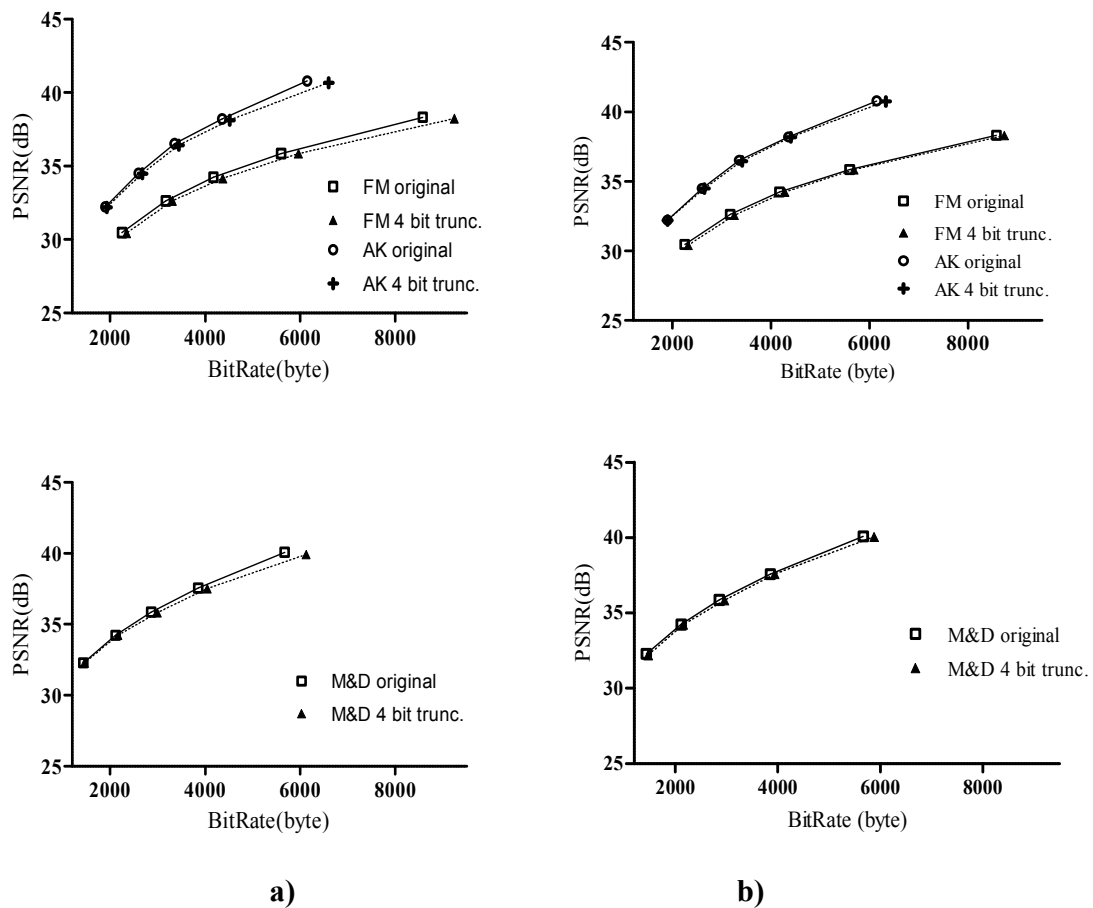 45
40
35
30
25
PSNR(dB)
2000 4000 6000 8000
BitRate(byte)
FM original
FM 4 bit trunc.
AK original
AK 4 bit trunc.
45
40
35
30
25
PSNR(dB)
2000 4000 6000 8000
BitRate (byte)
FM original
FM 4 bit trunc.
AK original
AK 4 bit trunc.
45
40
35
30
25
PSNR(dB)
2000 4000 6000 8000
BitRate(byte)
M&D original
M&D 4 bit trunc.
45
40
35
30
25
PSNR(dB)
2000 4000 6000 8000
BitRate (byte)
M&D original
M&D 4 bit trunc.
a)
b)